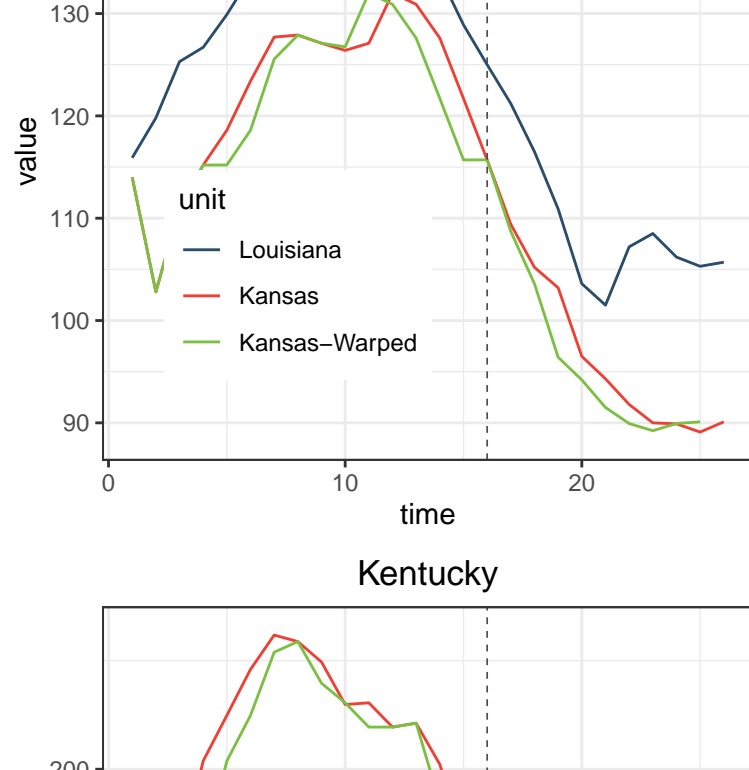 130
120
110
100
90
value
unit
Louisiana
Kansas
Kansas−Warped
0 10 20
time
Kentucky
200